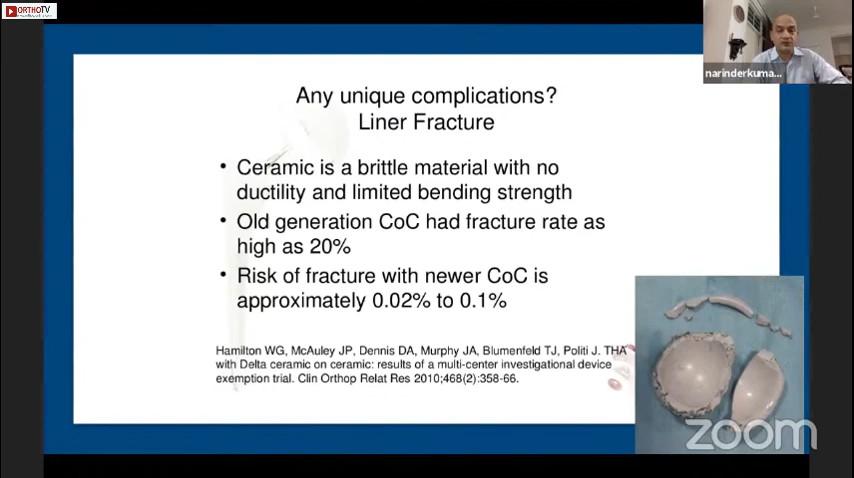 ORTHOTV
narinderkuma...
Any unique complications?
Liner Fracture
• Ceramic is a brittle material with no
ductility and limited bending strength
• Old generation CoC had fracture rate as
high as 20%
• Risk of fracture with newer CoC is
approximately 0.02% to 0.1%
Hamilton WG, McAuley JP, Dennis DA, Murphy JA, Blumenfeld TJ, Politi J. THA
with Delta ceramic on ceramic: results of a multi-center investigational device
exemption trial. Clin Orthop Relat Res 2010;468(2):358-66.
zoom